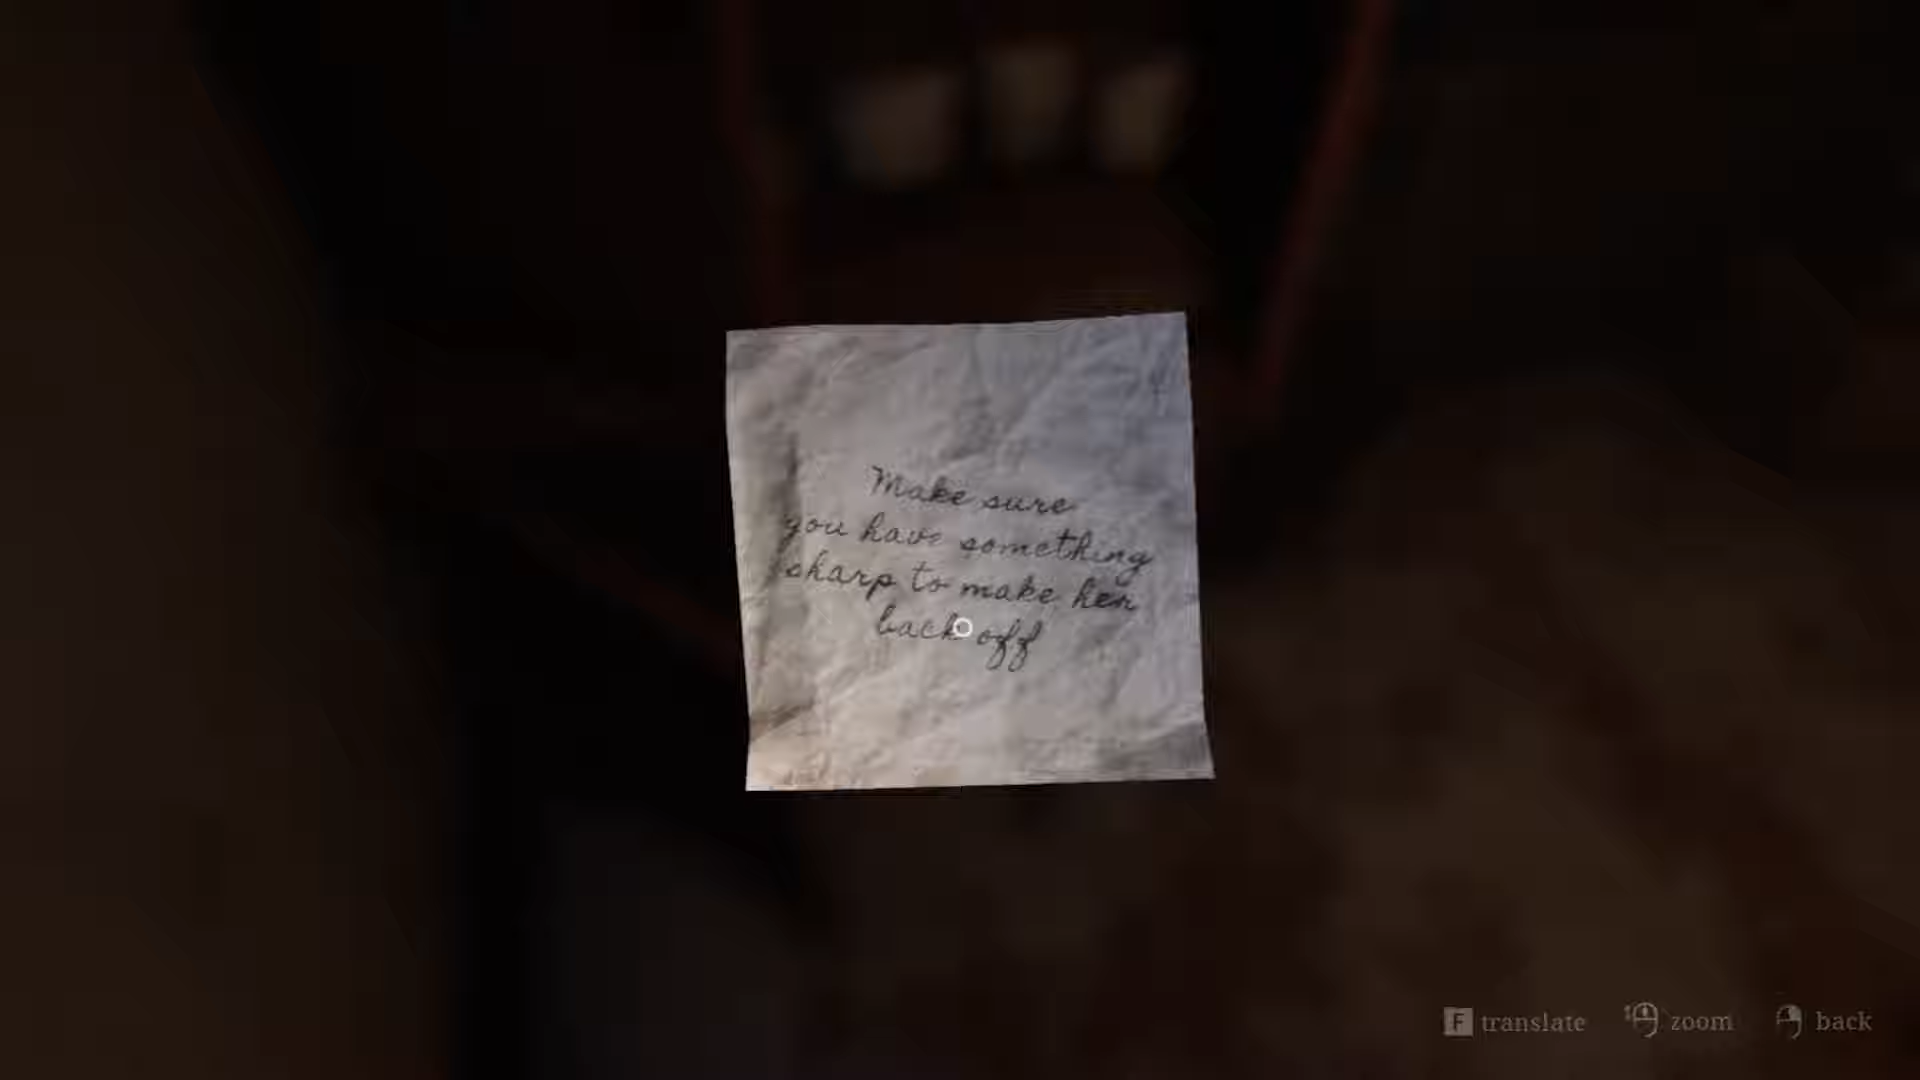 Make sure
you have something
sharp to make her
back off
F translate zoom back